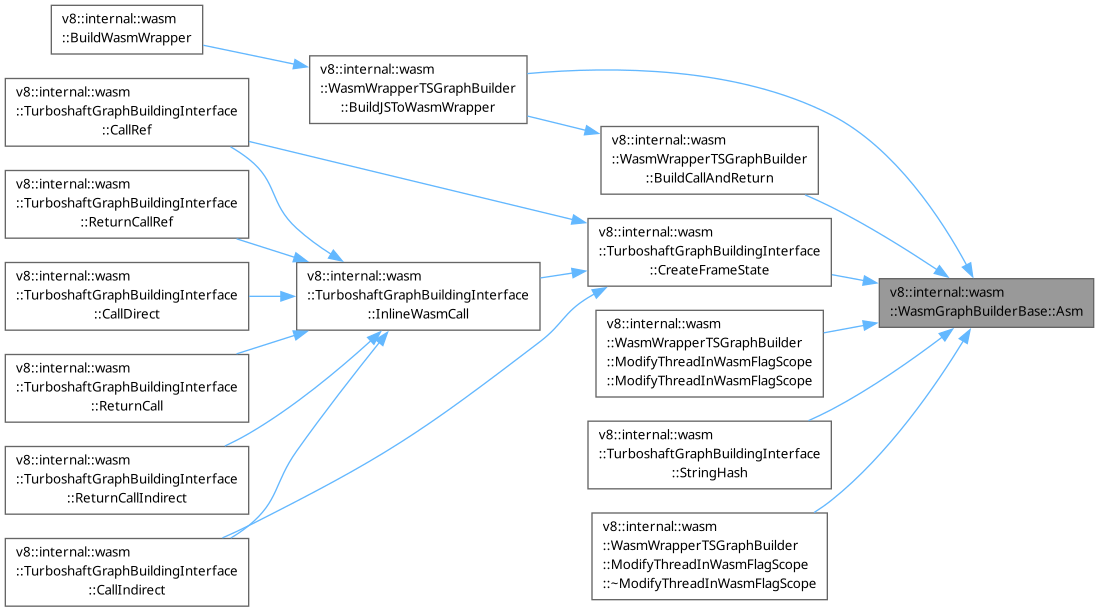 v8::internal::wasm
::BuildWasmWrapper
v8::internal::wasm
::TurboshaftGraphBuildingInterface
::CallRef
v8::internal::wasm
::TurboshaftGraphBuildingInterface
::ReturnCallRef
v8::internal::wasm
::TurboshaftGraphBuildingInterface
::CallDirect
v8::internal::wasm
::TurboshaftGraphBuildingInterface
::ReturnCall
v8::internal::wasm
::TurboshaftGraphBuildingInterface
::ReturnCallIndirect
v8::internal::wasm
::TurboshaftGraphBuildingInterface
::CallIndirect
v8::internal::wasm
::WasmWrapperTSGraphBuilder
::BuildJSToWasmWrapper
v8::internal::wasm
::TurboshaftGraphBuildingInterface
::InlineWasmCall
v8::internal::wasm
::WasmWrapperTSGraphBuilder
::BuildCallAndReturn
v8::internal::wasm
::TurboshaftGraphBuildingInterface
::CreateFrameState
v8::internal::wasm
::WasmWrapperTSGraphBuilder
::ModifyThreadInWasmFlagScope
::ModifyThreadInWasmFlagScope
v8::internal::wasm
::TurboshaftGraphBuildingInterface
::StringHash
v8::internal::wasm
::WasmWrapperTSGraphBuilder
::ModifyThreadInWasmFlagScope
::~ModifyThreadInWasmFlagScope
v8::internal::wasm
::WasmGraphBuilderBase::Asm